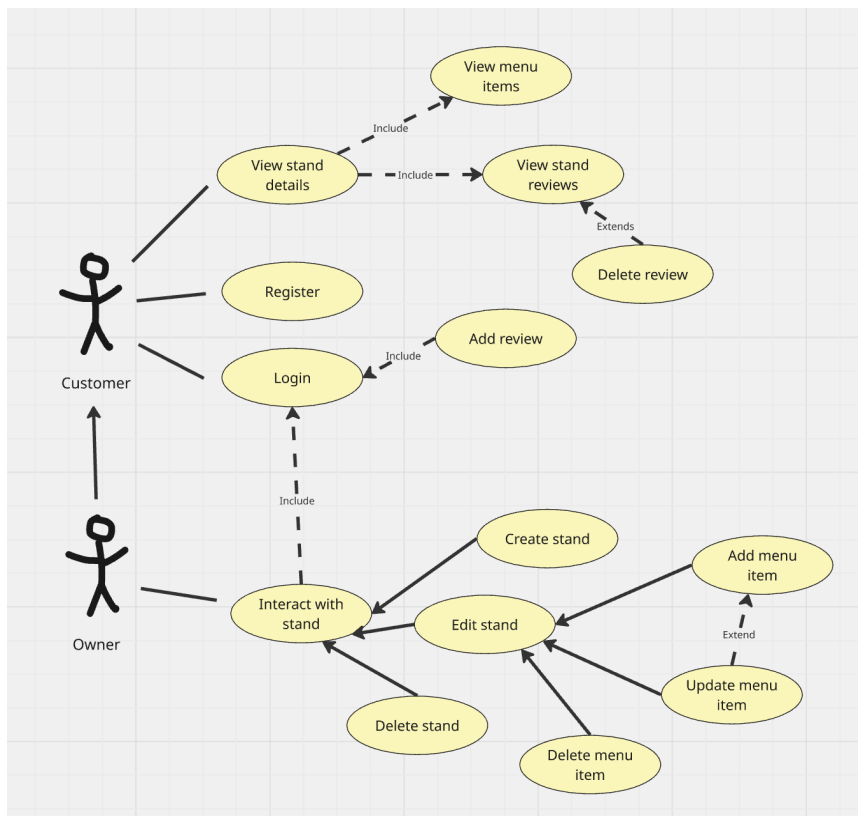 View menu
items
Include
View stand
details
Include
View stand
reviews
Extends
Delete review
Register
Add review
Include
Login
Customer
Include
Create stand
Add menu
item
Interact with
stand
Edit stand
Extend
Owner
Update menu
item
Delete stand
Delete menu
item